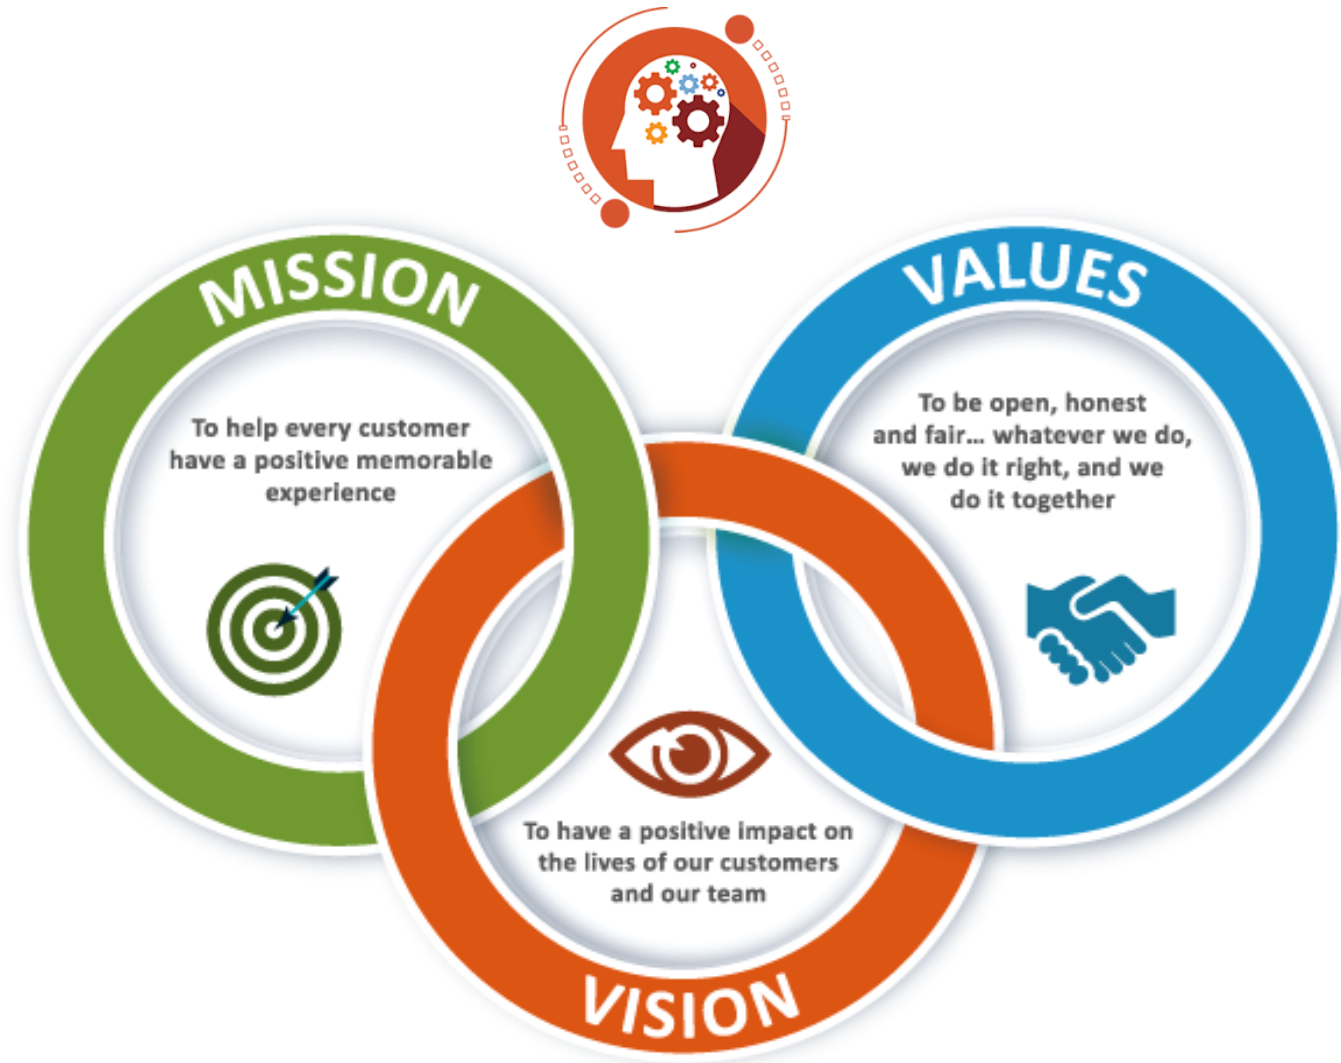 MISSION
To help every customer
have a positive memorable
experience
VALUES
To be open, honest
and fair... whatever we do,
we do it right, and we
do it together
To have a positive impact on
the lives of our customers
and our team
VISION